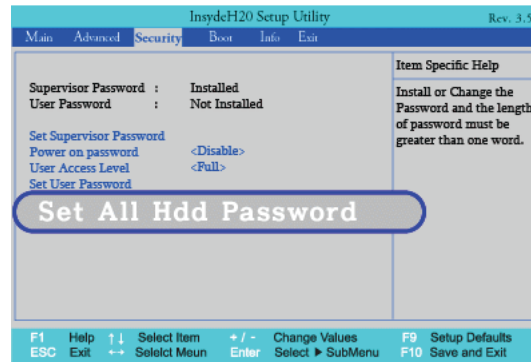 InsydeH20 Setup Utility
Rev. 3.5
Main Advanced Security Boot Info Exit
Item Specific Help
Supervisor Password : Installed
User Password : Not Installed
Install or Change the
Password and the length
of password must be
greater than one word.
Set Supervisor Password
Power on password <Disable>
User Access Level <Full>
Set User Password
Set All Hdd Password
F1 Help ↑↓ Select Item +/- Change Values F9 Setup Defaults
ESC Exit ↔ Selelct Meun Enter Select ▶ SubMenu F10 Save and Exit